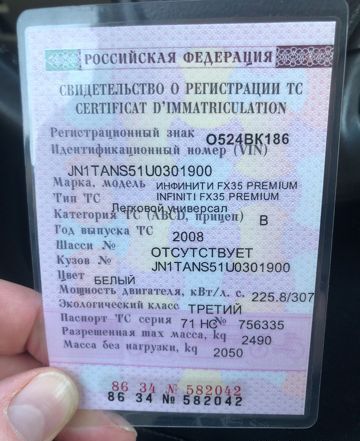 РОССИЙСКАЯ ФЕДЕРАЦИЯ
СВИДЕТЕЛЬСТВО О РЕГИСТРАЦИИ ТС
CERTIFICAT D'IMMATRICULATION
Регистрационный знак О524ВК186
Идентификационный номер (VIN)
JN1TANS51U0301900
Марка, модель ИНФИНИТИ FX35 PREMIUM
INFINITI FX35 PREMIUM
Тип ТС Легковой универсал
Категория ТС (ABCD, прицеп) B
Год выпуска ТС 2008
Шасси № ОТСУТСТВУЕТ
Кузов № JN1TANS51U0301900
Цвет БЕЛЫЙ
Мощность двигателя, кВт/л. с. 225.8/307
Экологический класс ТРЕТИЙ
Паспорт ТС серия 71 НС № 756335
Разрешенная max масса, kg 2490
Масса без нагрузки, kg 2050
86 34 № 582042
86 34 № 582042